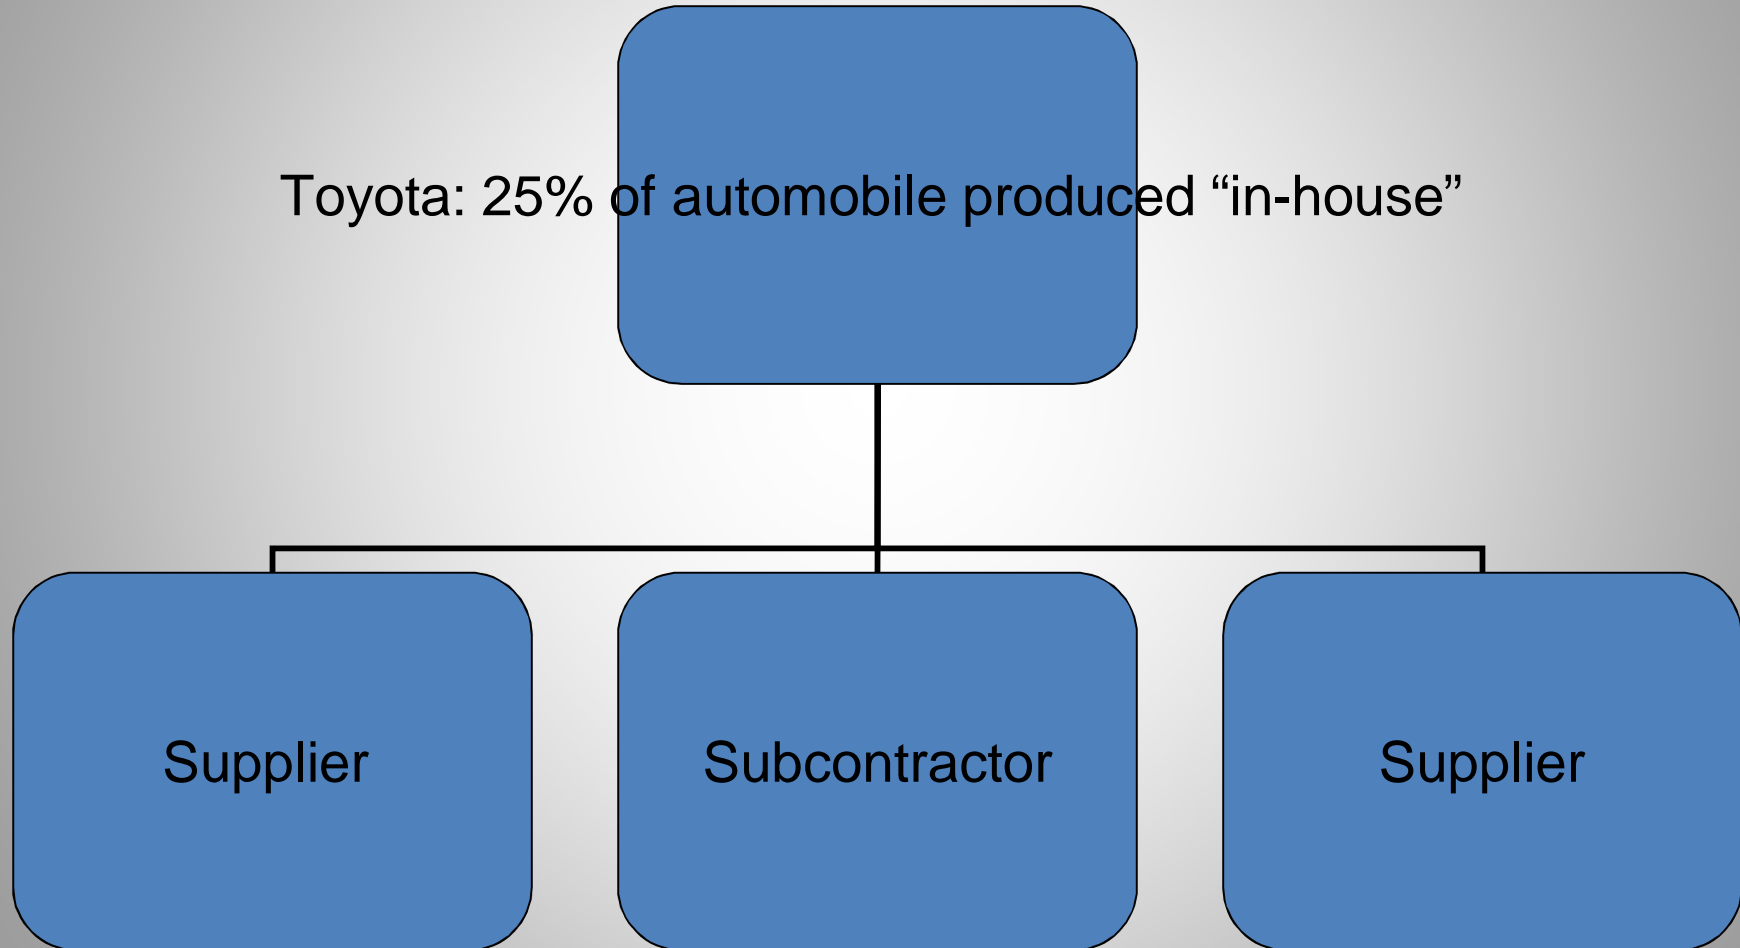 Toyota: 25% of automobile produced “in-house”
Supplier
Subcontractor
Supplier